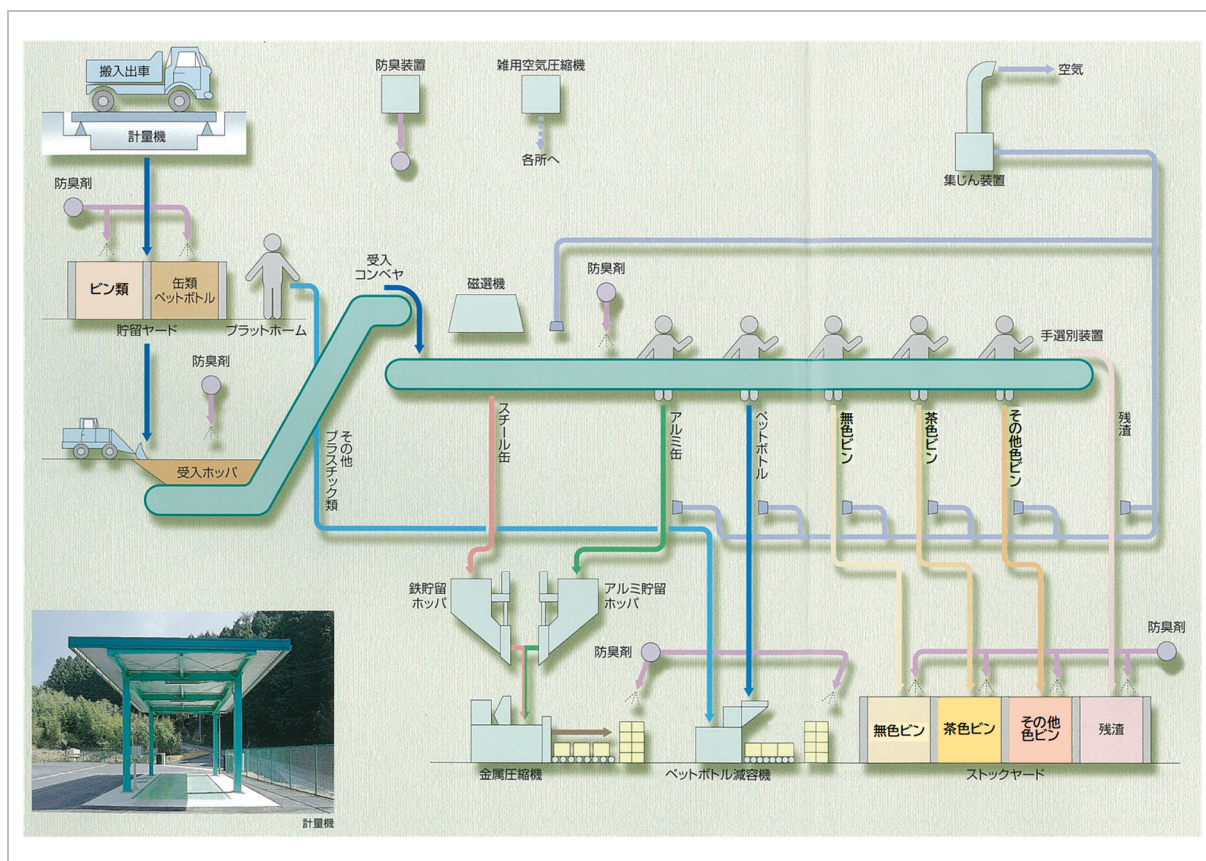 搬入出車
計量機
防臭装置
雑用空気圧縮機
各所へ
空気
集じん装置
防臭剤
ビン類
缶類
ペットボトル
貯留ヤード
プラットホーム
受入
コンベヤ
磁選機
防臭剤
手選別装置
防臭剤
受入ホッパ
その他
プラスチック類
スチール缶
アルミ缶
ペットボトル
無色ビン
茶色ビン
その他色ビン
残渣
鉄貯留
ホッパ
アルミ貯留
ホッパ
防臭剤
防臭剤
金属圧縮機
ペットボトル減容機
無色ビン
茶色ビン
その他
色ビン
残渣
ストックヤード
計量機